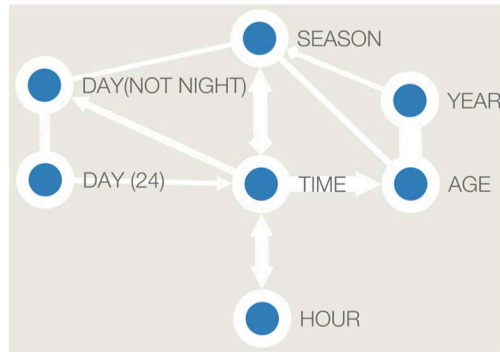 SEASON
DAY(NOT NIGHT)
YEAR
DAY (24)
TIME
AGE
HOUR